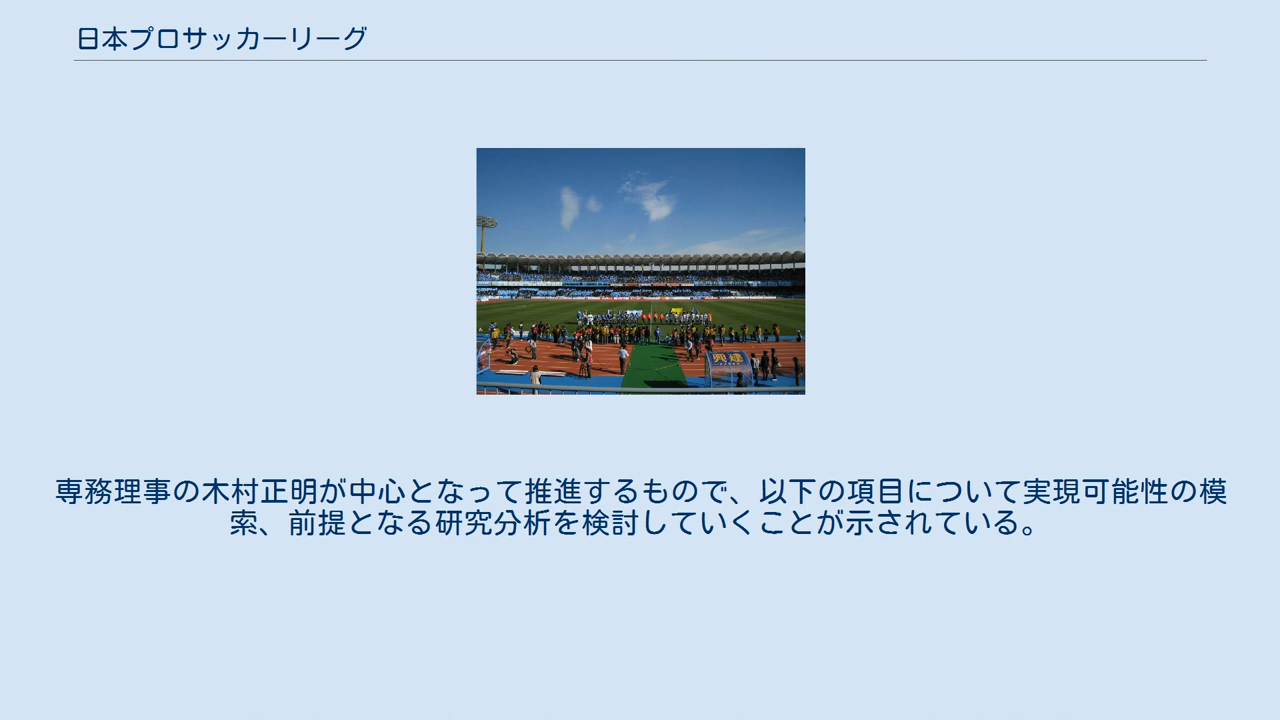 日本プロサッカーリーグ
専務理事の木村正明が中心となって推進するもので、以下の項目について実現可能性の模
索、前提となる研究分析を検討していくことが示されている。